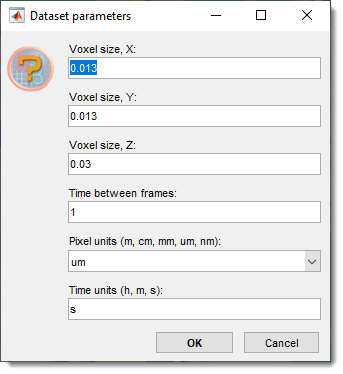 Dataset parameters
Voxel size, X:
0.013
Voxel size, Y:
0.013
Voxel size, Z:
0.03
Time between frames:
1
Pixel units (m, cm, mm, um, nm):
um
Time units (h, m, s):
s
OK Cancel